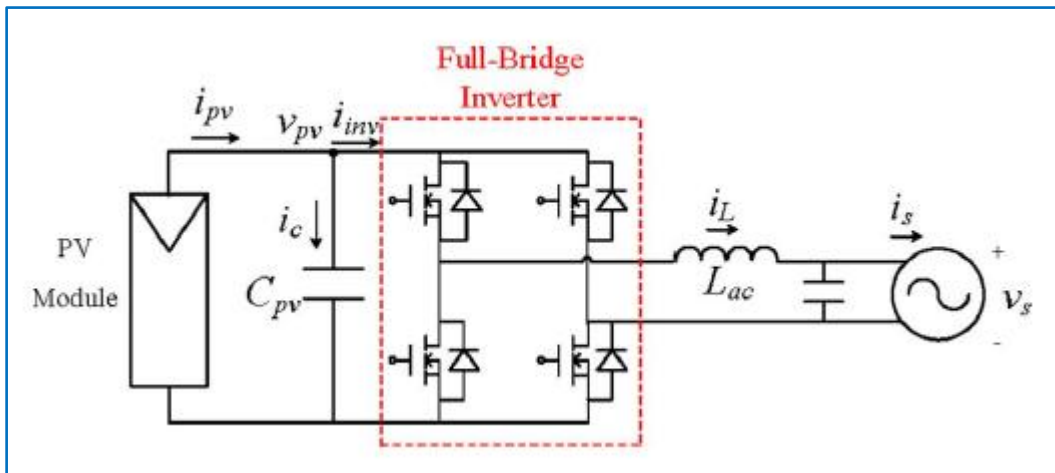 Full-Bridge
Inverter
i_pv
v_pv
i_inv
i_c
i_L
i_s
PV
Module
C_pv
L_ac
+
v_s
-